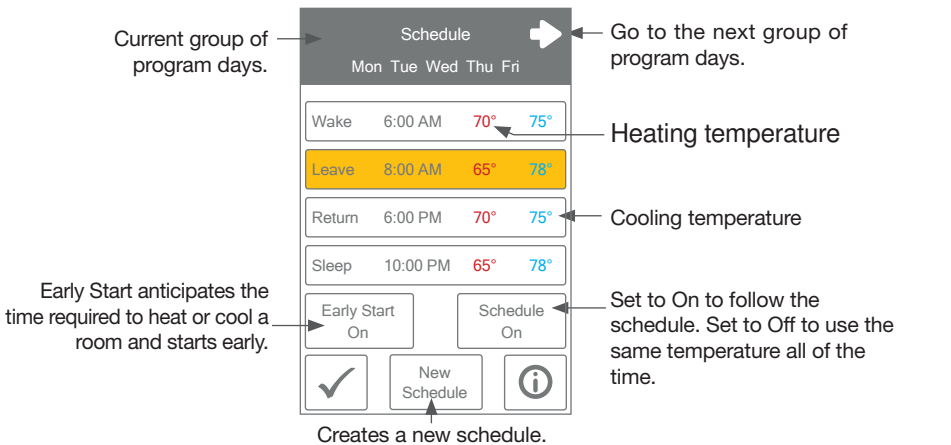 Current group of
program days.
Schedule
Mon Tue Wed Thu Fri
Go to the next group of
program days.
Wake 6:00 AM 70° 75°
Heating temperature
Leave 8:00 AM 65° 78°
Return 6:00 PM 70° 75°
Cooling temperature
Sleep 10:00 PM 65° 78°
Early Start anticipates the
time required to heat or cool a
room and starts early.
Early Start
On
Schedule
On
Set to On to follow the
schedule. Set to Off to use the
same temperature all of the
time.
New
Schedule
Creates a new schedule.